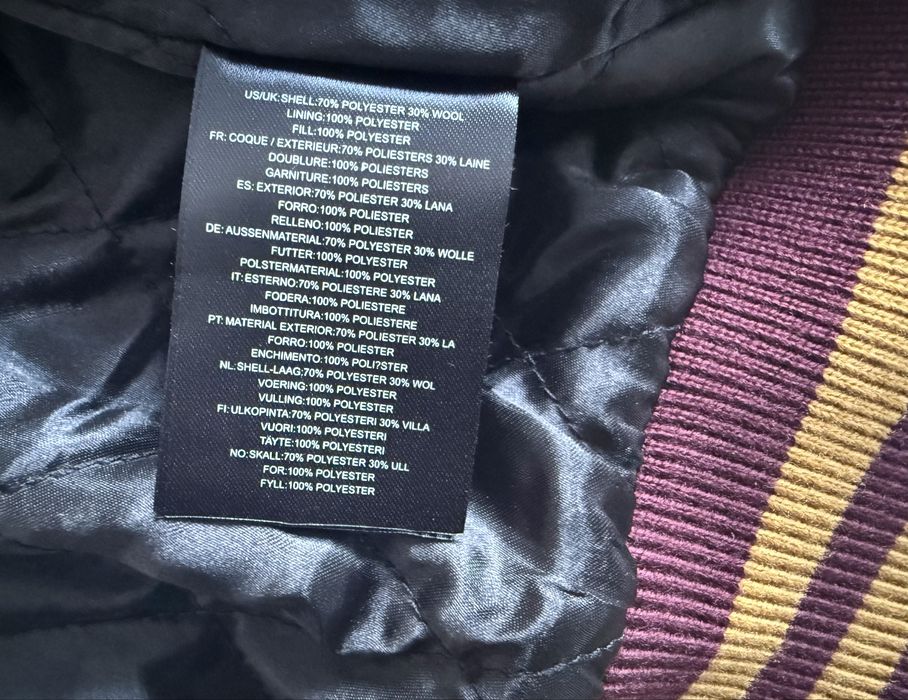 US/UK:SHELL:70% POLYESTER 30% WOOL
LINING:100% POLYESTER
FILL:100% POLYESTER
FR: COQUE / EXTERIEUR:70% POLIESTERS 30% LAINE
DOUBLURE:100% POLIESTERS
GARNITURE:100% POLIESTERS
ES: EXTERIOR:70% POLIESTER 30% LANA
FORRO:100% POLIESTER
RELLENO:100% POLIESTER
DE: AUSSENMATERIAL:70% POLYESTER 30% WOLLE
FUTTER:100% POLYESTER
POLSTERMATERIAL:100% POLYESTER
IT: ESTERNO:70% POLIESTERE 30% LANA
FODERA:100% POLIESTERE
IMBOTTITURA:100% POLIESTERE
PT: MATERIAL EXTERIOR:70% POLIESTER 30% LA
FORRO:100% POLIESTER
ENCHIMENTO:100% POLI?STER
NL:SHELL-LAAG:70% POLYESTER 30% WOL
VOERING:100% POLYESTER
VULLING:100% POLYESTER
FI:ULKOPINTA:70% POLYESTERI 30% VILLA
VUORI:100% POLYESTERI
TÄYTE:100% POLYESTERI
NO:SKALL:70% POLYESTER 30% ULL
FOR:100% POLYESTER
FYLL:100% POLYESTER